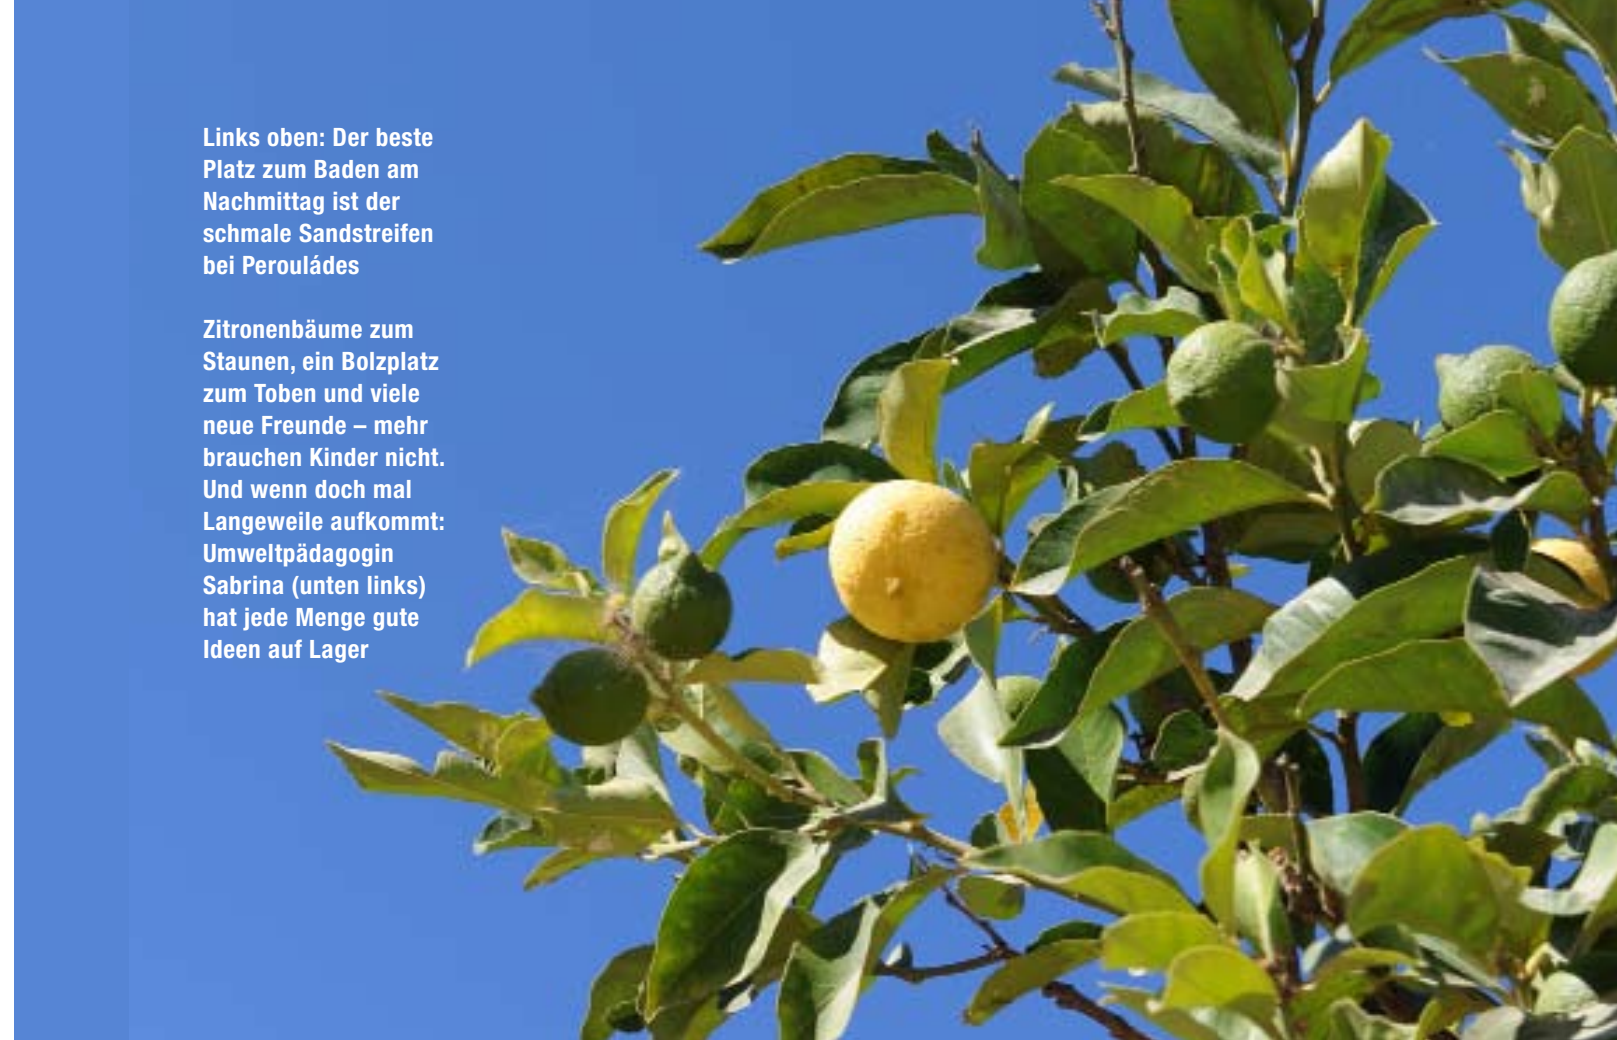 Links oben: Der beste
Platz zum Baden am
Nachmittag ist der
schmale Sandstreifen
bei Perouládes
Zitronenbäume zum
Staunen, ein Bolzplatz
zum Toben und viele
neue Freunde – mehr
brauchen Kinder nicht.
Und wenn doch mal
Langeweile aufkommt:
Umweltpädagogin
Sabrina (unten links)
hat jede Menge gute
Ideen auf Lager